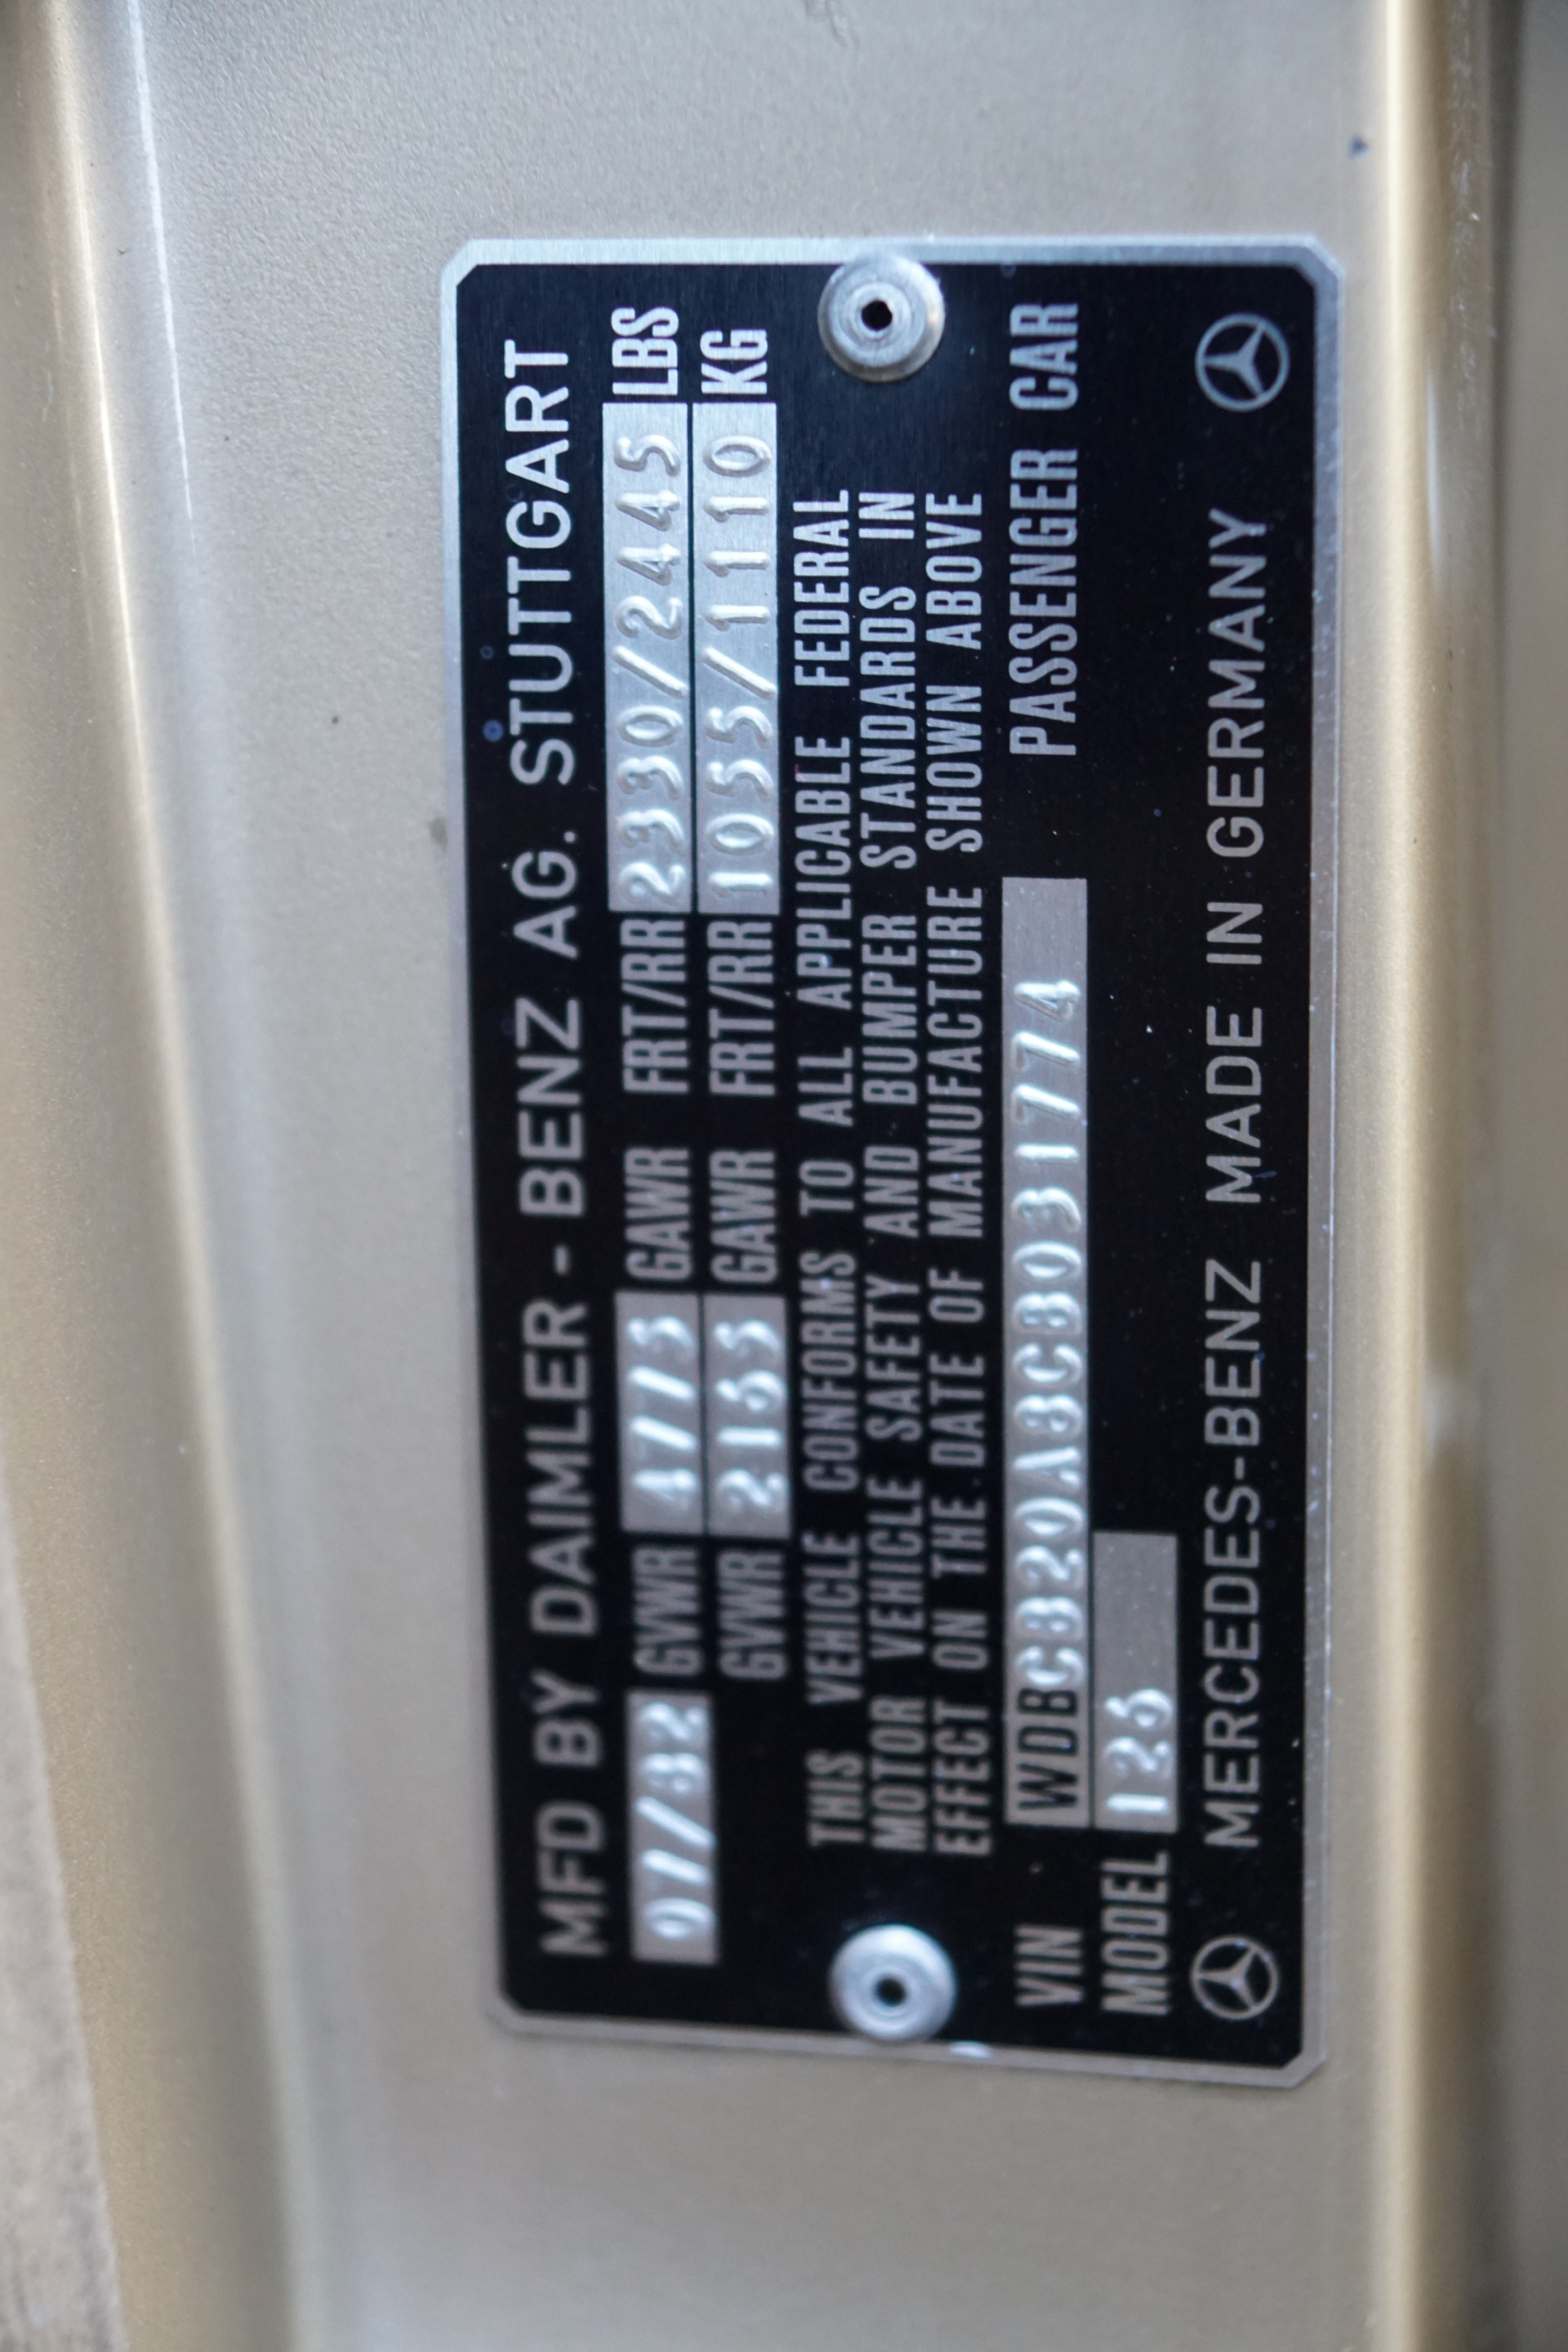 MFD BY DAIMLER - BENZ AG. STUTTGART
07/82 GVWR 4773 GAWR FRT/RR 2330/2445 LBS
GVWR 2165 GAWR FRT/RR 1055/1110 KG
THIS VEHICLE CONFORMS TO ALL APPLICABLE FEDERAL
MOTOR VEHICLE SAFETY AND BUMPER STANDARDS IN
EFFECT ON THE DATE OF MANUFACTURE SHOWN ABOVE
VIN WDBCB20A8CB031774 PASSENGER CAR
MODEL 126
MERCEDES-BENZ MADE IN GERMANY